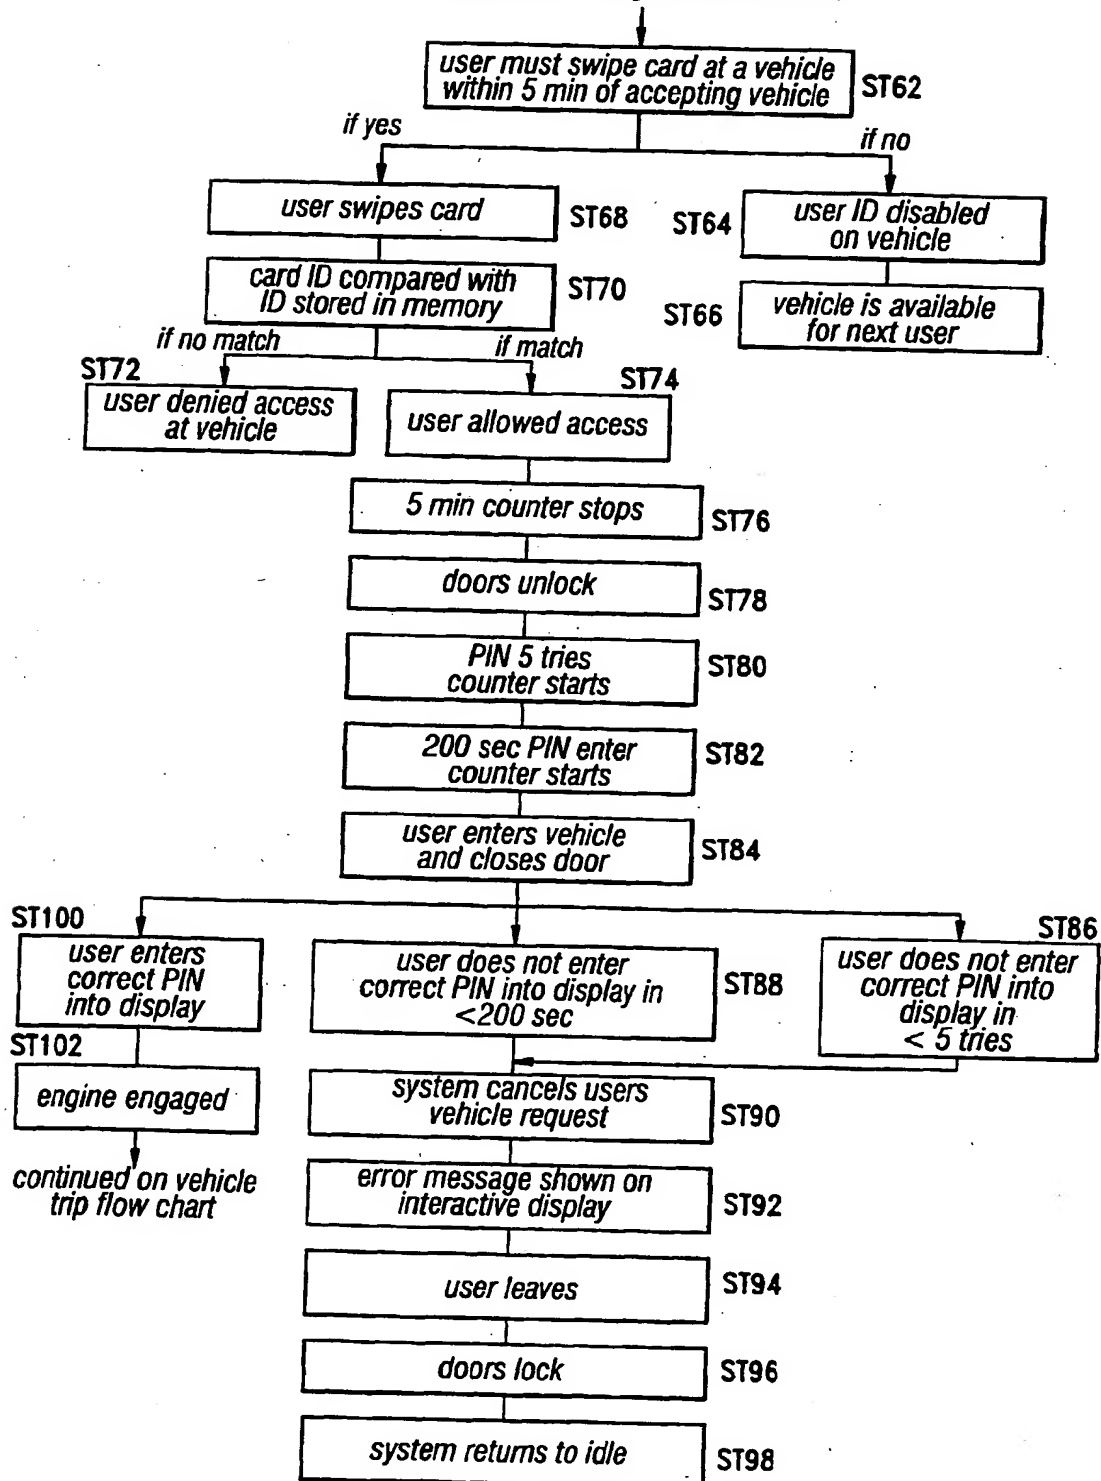 user must swipe card at a vehicle
within 5 min of accepting vehicle
ST62
if yes
if no
user swipes card
ST68
ST64
user ID disabled
on vehicle
card ID compared with
ID stored in memory
ST70
ST66
vehicle is available
for next user
if no match
if match
ST72
ST74
user denied access
at vehicle
user allowed access
5 min counter stops
ST76
doors unlock
ST78
PIN 5 tries
counter starts
ST80
200 sec PIN enter
counter starts
ST82
user enters vehicle
and closes door
ST84
ST100
ST86
user enters
correct PIN
into display
user does not enter
correct PIN into display in
<200 sec
ST88
user does not enter
correct PIN into
display in
< 5 tries
ST102
engine engaged
system cancels users
vehicle request
ST90
continued on vehicle
trip flow chart
error message shown on
interactive display
ST92
user leaves
ST94
doors lock
ST96
system returns to idle
ST98